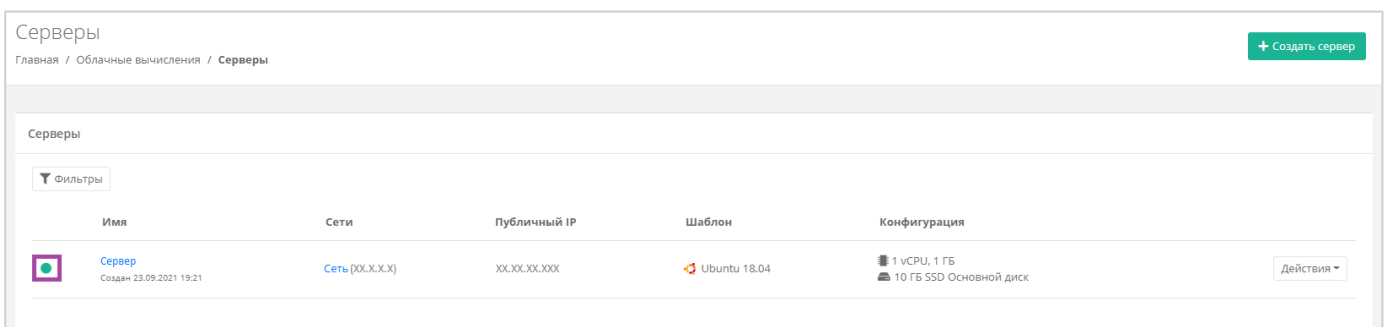 Серверы
Главная / Облачные вычисления / Серверы
+ Создать сервер
Серверы
Фильтры
Имя Сети Публичный IP Шаблон Конфигурация
Сервер
Создан 23.09.2021 19:21
Сеть (XX.X.X.X)
XX.XX.XX.XXX
Ubuntu 18.04
1 vCPU, 1 ГБ
10 ГБ SSD Основной диск
Действия